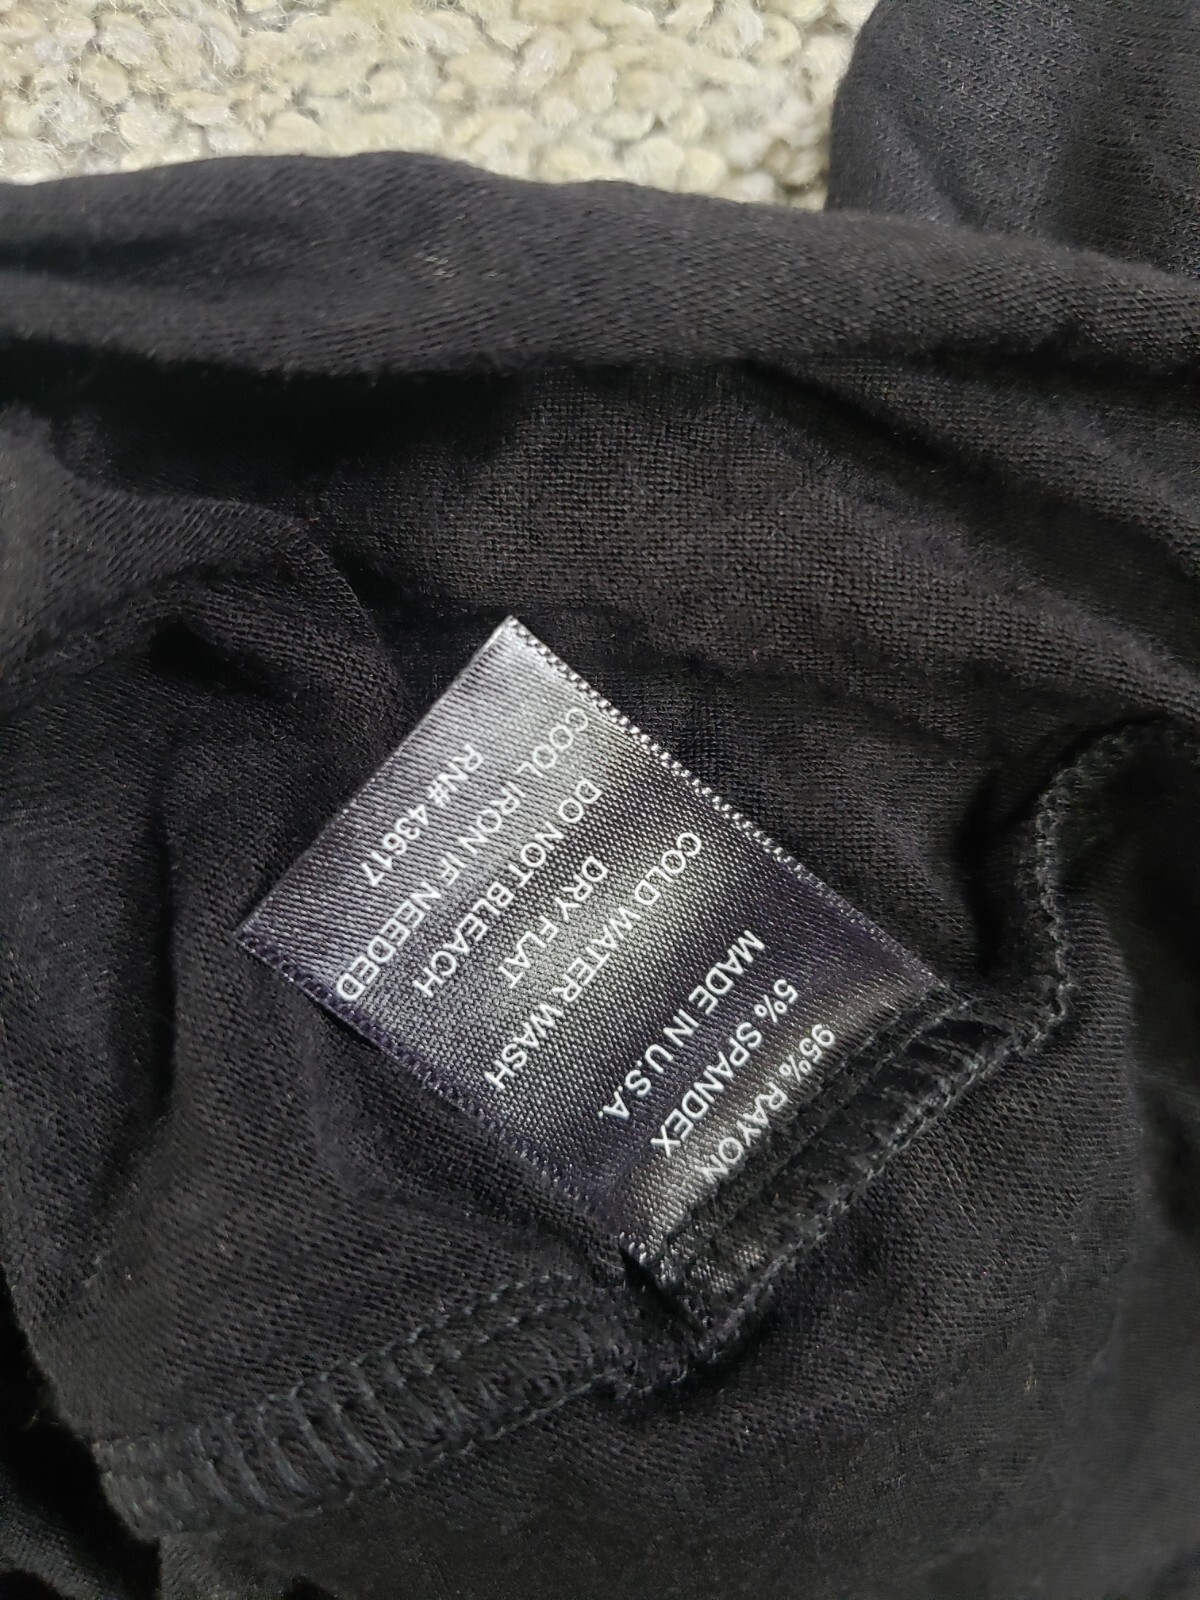 95% RAYON
5% SPANDEX
MADE IN U.S.A.
COLD WATER WASH
DRY FLAT
DO NOT BLEACH
COOL IRON IF NEEDED
RN# 43617